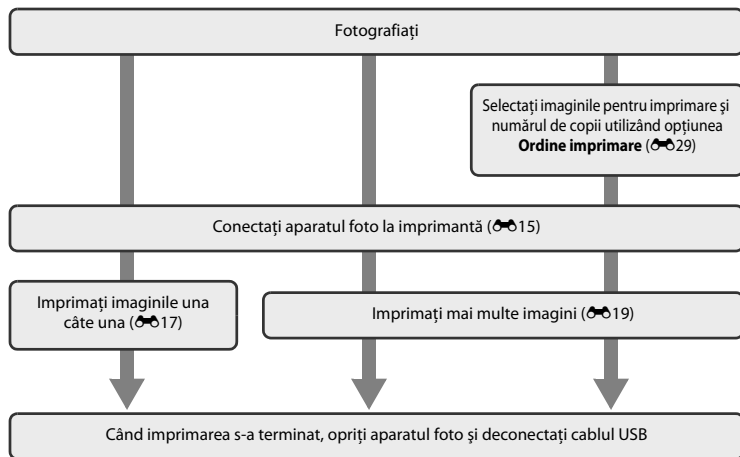 Fotografiați
Selectați imaginile pentru imprimare și
numărul de copii utilizând opțiunea
Ordine imprimare (29)
Conectați aparatul foto la imprimantă (15)
Imprimați imaginile una
câte una (17)
Imprimați mai multe imagini (19)
Când imprimarea s-a terminat, opriți aparatul foto și deconectați cablul USB